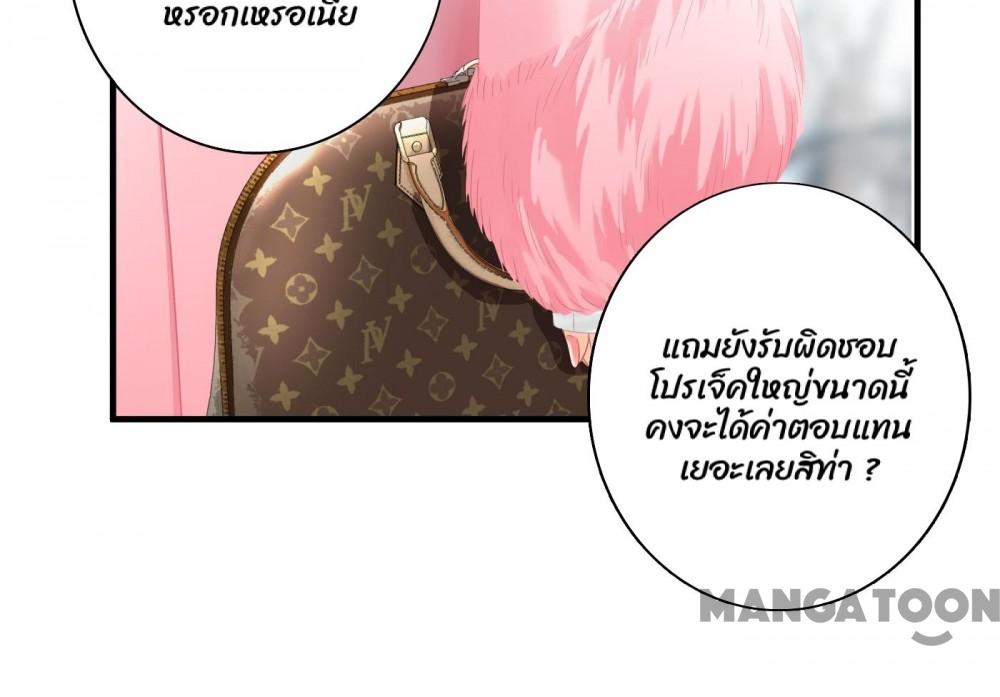 หรอกเหรอเนี่ย
แถมยังรับผิดชอบ
โปรเจ็คใหญ่ขนาดนี้
คงจะได้ค่าตอบแทน
เยอะเลยสิท่า ?
MANGATOON